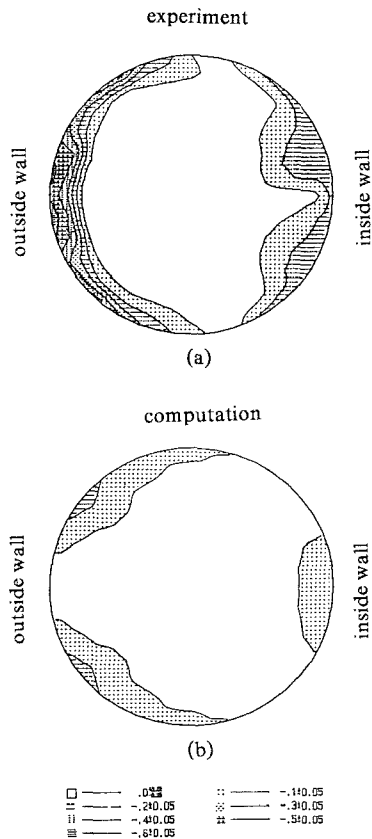 experiment
outside wall
inside wall
(a)
computation
outside wall
inside wall
(b)
-.1±0.05
-.2±0.05
-.3±0.05
-.4±0.05
-.5±0.05
-.6±0.05